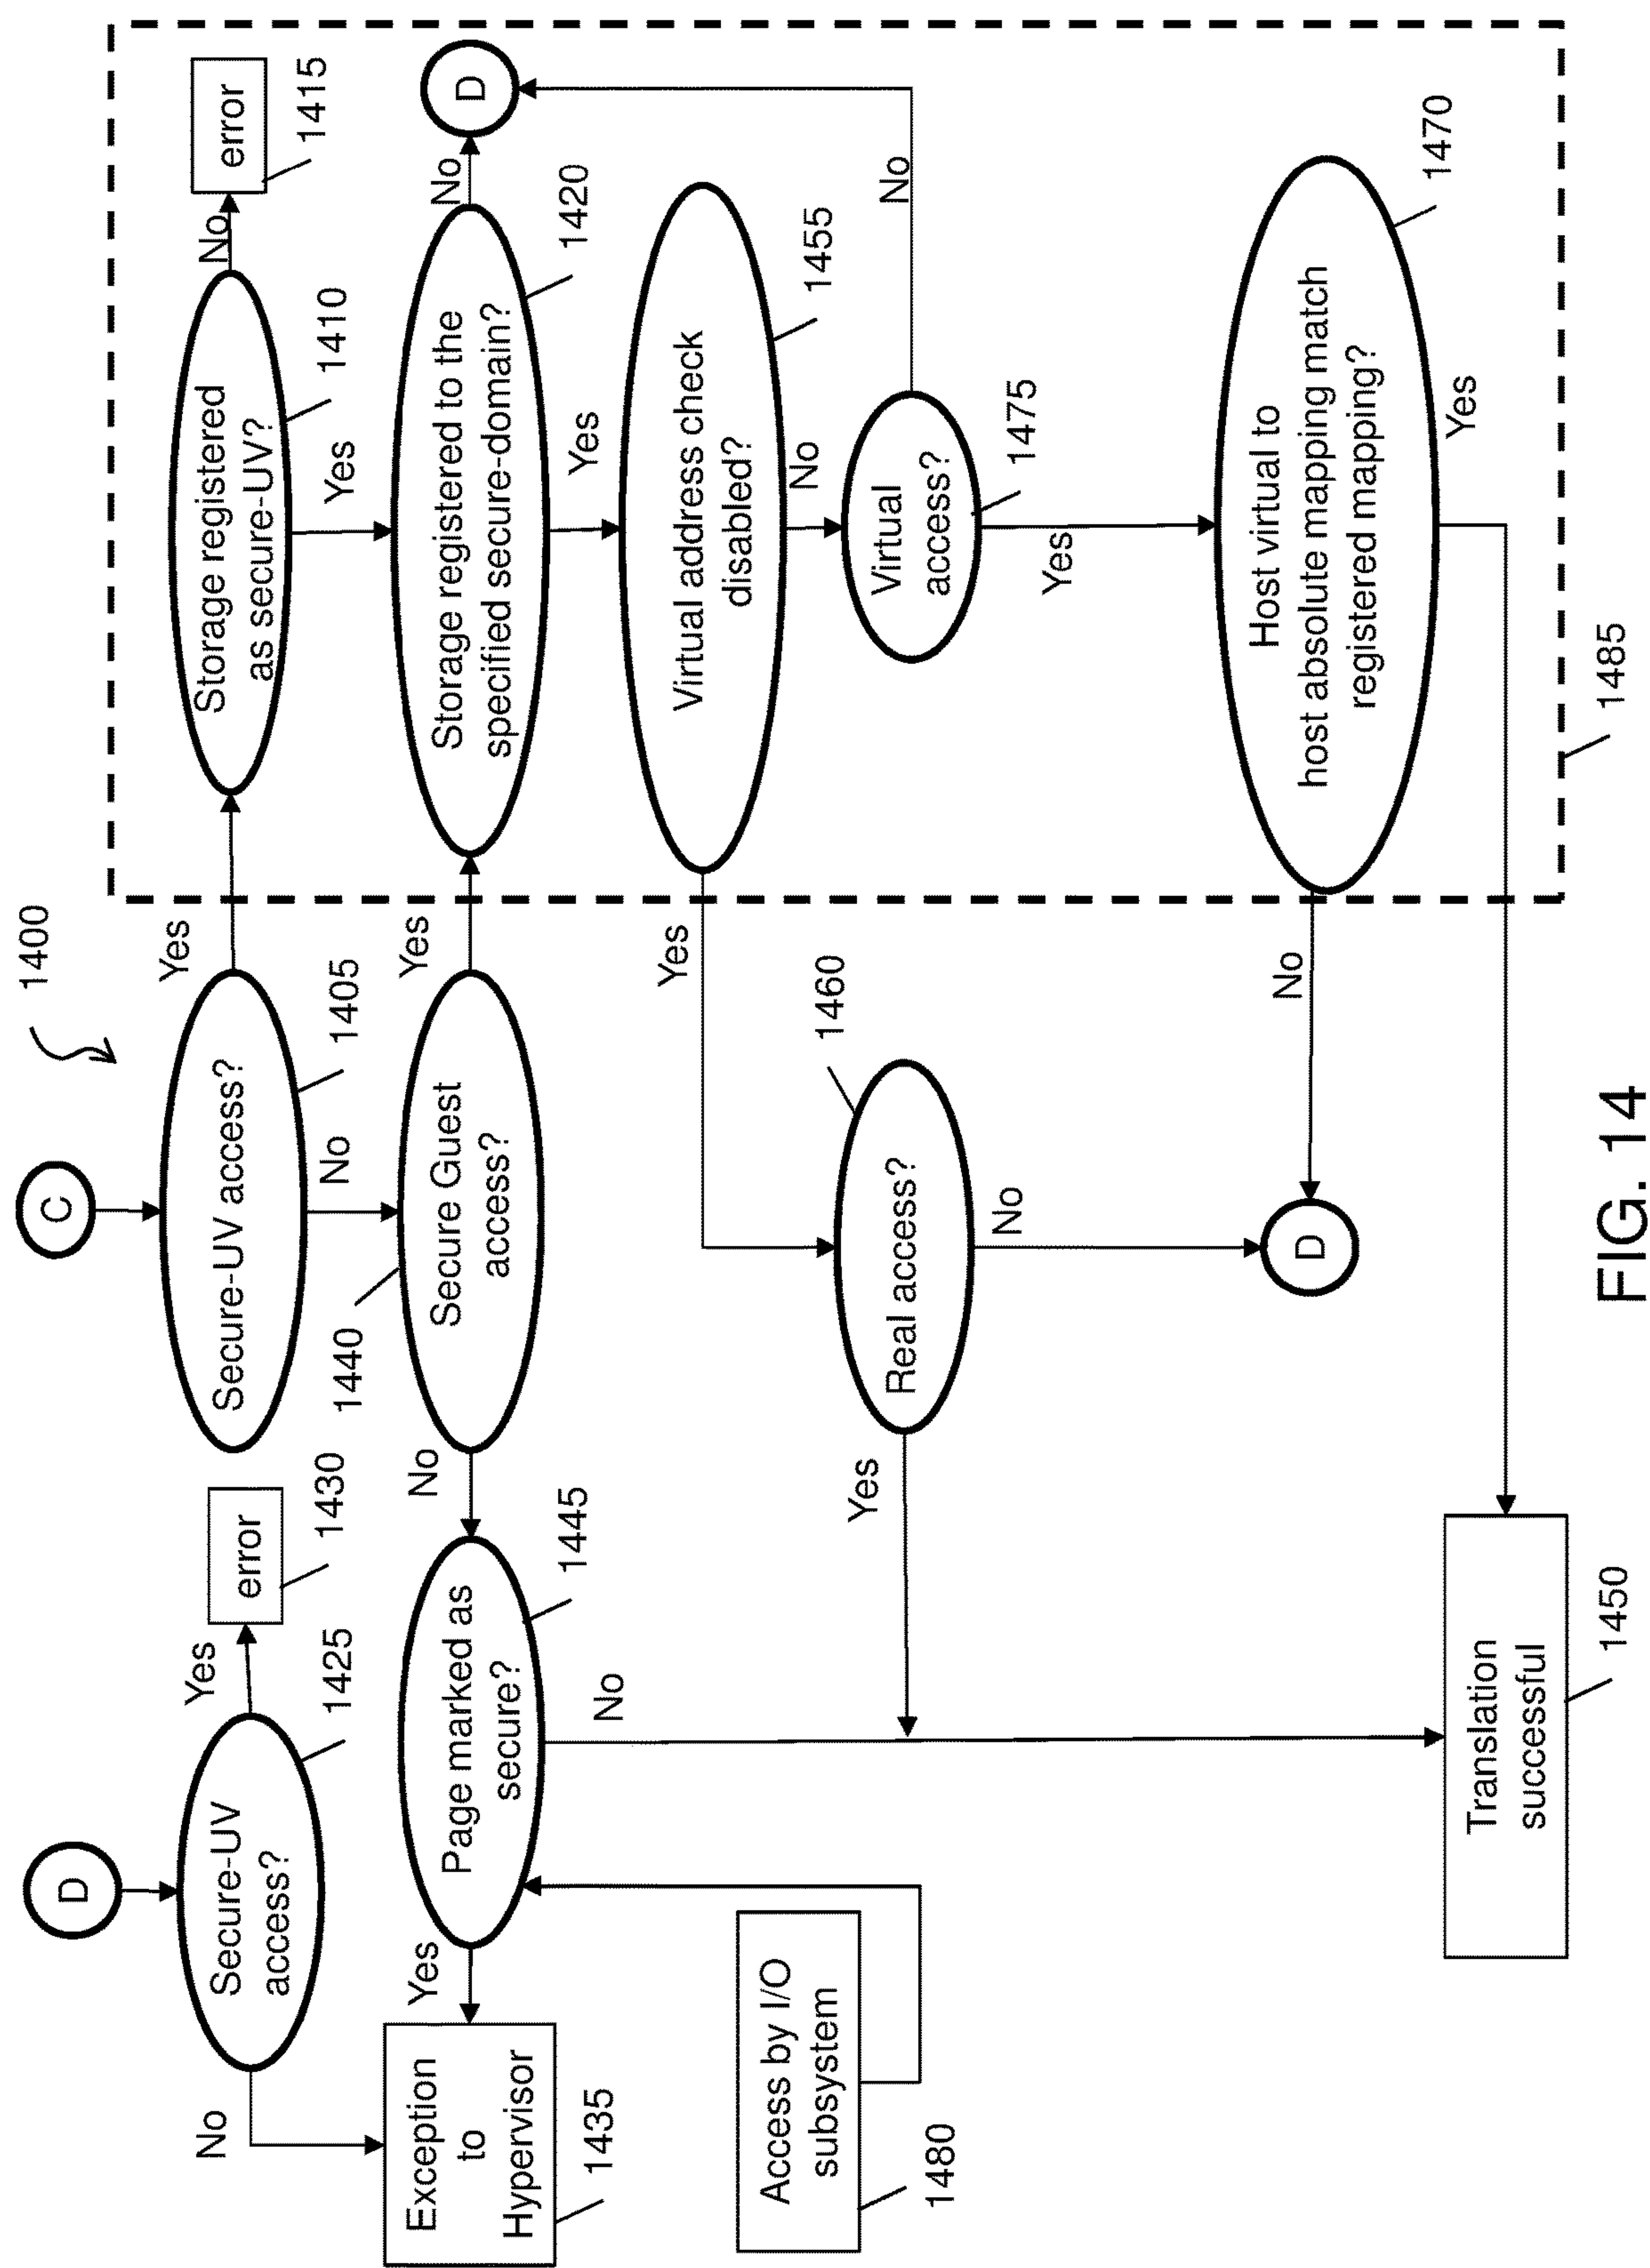 1400
D
Secure-UV
access?
1425
Yes
error
1430
No
C
Secure-UV access?
1405
Yes
No
Storage registered
as secure-UV?
1410
No
error
1415
Yes
Exception
to
Hypervisor
1435
Yes
Page marked as
secure?
1445
No
No
Secure Guest
access?
1440
Yes
Storage registered to the
specified secure-domain?
1420
No
D
Yes
Access by I/O
subsystem
1480
Virtual address check
disabled?
1455
Yes
No
Real access?
1460
Yes
No
Virtual
access?
1475
No
Yes
D
No
Host virtual to
host absolute mapping match
registered mapping?
1470
Yes
Translation
successful
1450
1485
FIG. 14